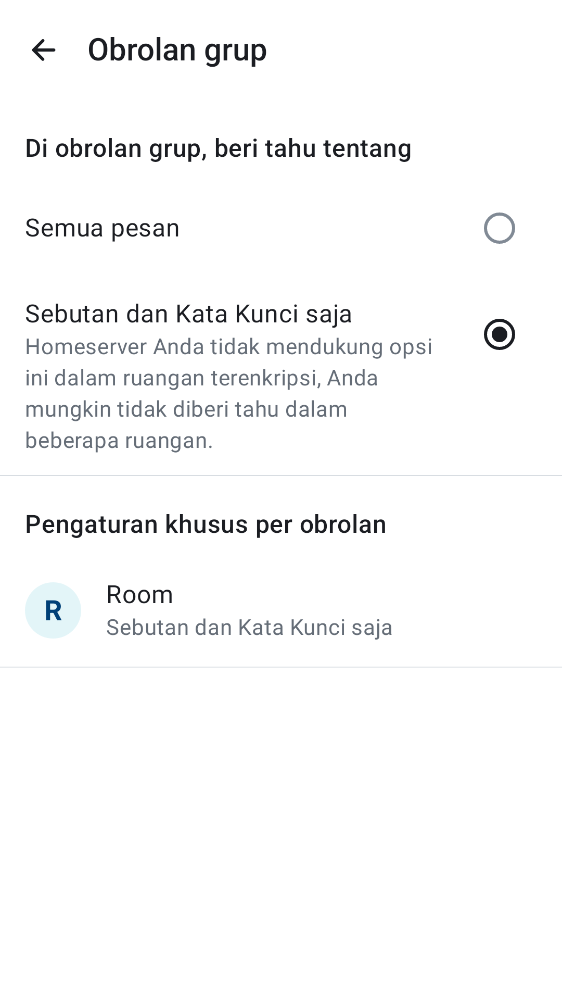 Obrolan grup
Di obrolan grup, beri tahu tentang
Semua pesan
Sebutan dan Kata Kunci saja
Homeserver Anda tidak mendukung opsi
ini dalam ruangan terenkripsi, Anda
mungkin tidak diberi tahu dalam
beberapa ruangan.
Pengaturan khusus per obrolan
R
Room
Sebutan dan Kata Kunci saja